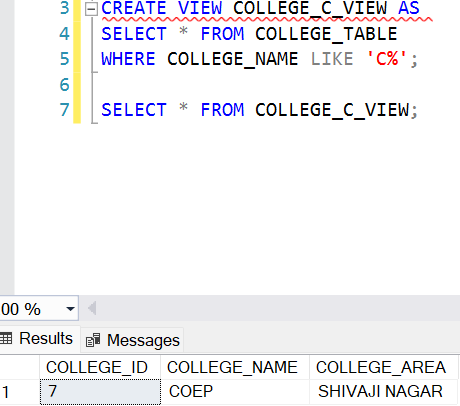 3 CREATE VIEW COLLEGE_C_VIEW AS
4 SELECT * FROM COLLEGE_TABLE
5 WHERE COLLEGE_NAME LIKE 'C%';
6
7 SELECT * FROM COLLEGE_C_VIEW;
00 %
Results Messages
COLLEGE_ID COLLEGE_NAME COLLEGE_AREA
1 7 COEP SHIVAJI NAGAR